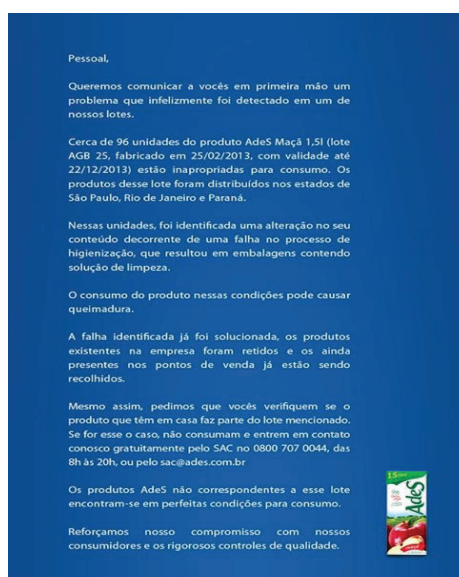 Pessoal,
Queremos comunicar a vocês em primeira mão um
problema que infelizmente foi detectado em um de
nossos lotes.
Cerca de 96 unidades do produto AdeS Maçã 1,5l (lote
AGB 25, fabricado em 25/02/2013, com validade até
22/12/2013) estão inapropriadas para consumo. Os
produtos desse lote foram distribuídos nos estados de
São Paulo, Rio de Janeiro e Paraná.
Nessas unidades, foi identificada uma alteração no seu
conteúdo decorrente de uma falha no processo de
higienização, que resultou em embalagens contendo
solução de limpeza.
O consumo do produto nessas condições pode causar
queimadura.
A falha identificada já foi solucionada, os produtos
existentes na empresa foram retidos e os ainda
presentes nos pontos de venda já estão sendo
recolhidos.
Mesmo assim, pedimos que vocês verifiquem se o
produto que têm em casa faz parte do lote mencionado.
Se for esse o caso, não consumam e entrem em contato
conosco gratuitamente pelo SAC no 0800 707 0044, das
8h às 20h, ou pelo sac@ades.com.br
Os produtos AdeS não correspondentes a esse lote
encontram-se em perfeitas condições para consumo.
Reforçamos nosso compromisso com nossos
consumidores e os rigorosos controles de qualidade.
AdeS